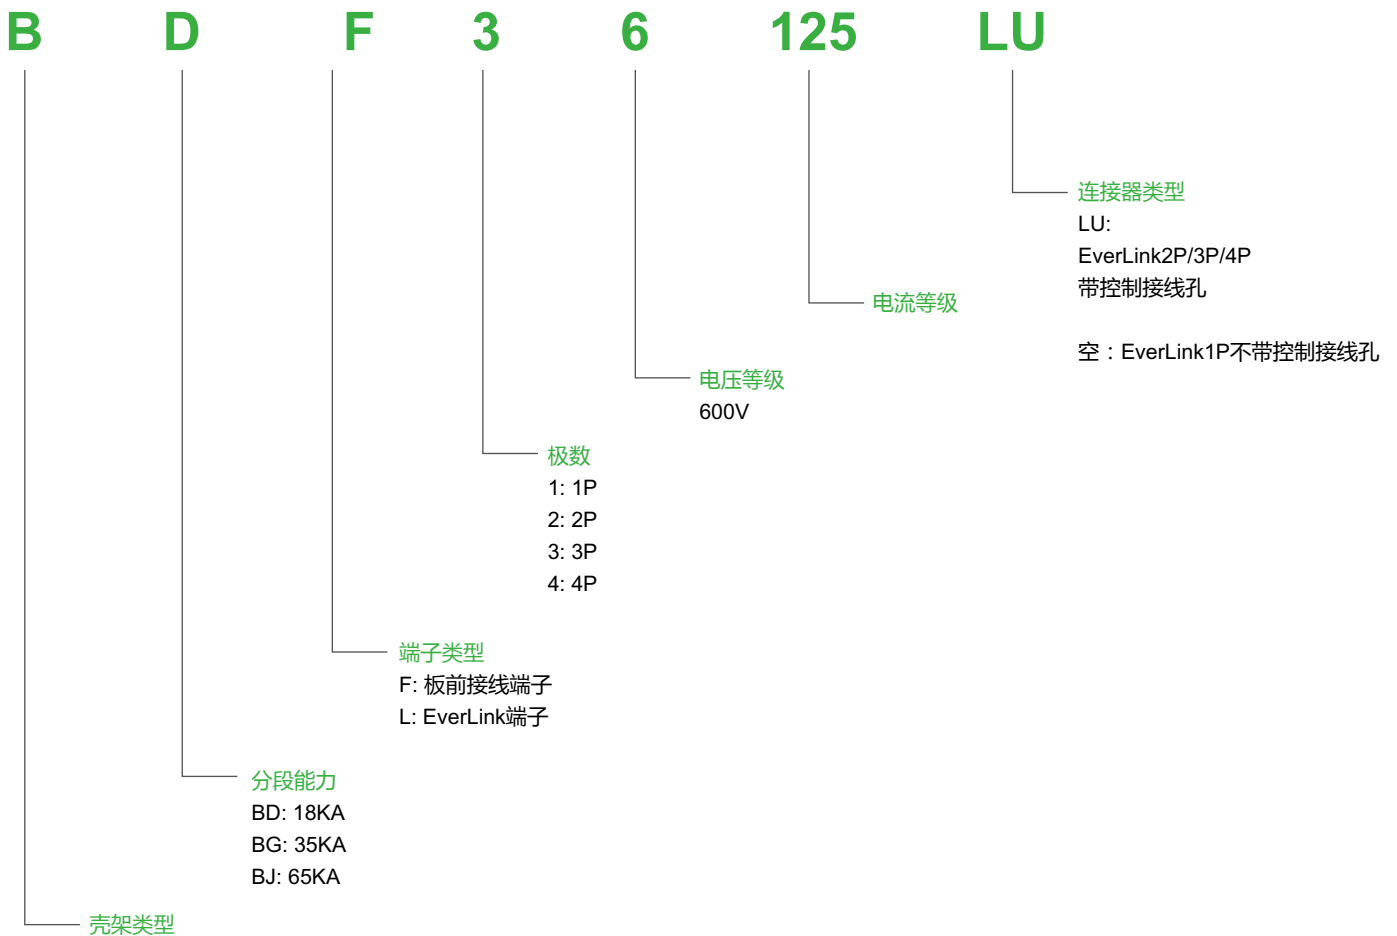 B D F 3 6 125 LU
连接器类型
LU:
EverLink2P/3P/4P
带控制接线孔
空：EverLink1P不带控制接线孔
电流等级
电压等级
600V
极数
1: 1P
2: 2P
3: 3P
4: 4P
端子类型
F: 板前接线端子
L: EverLink端子
分段能力
BD: 18KA
BG: 35KA
BJ: 65KA
壳架类型